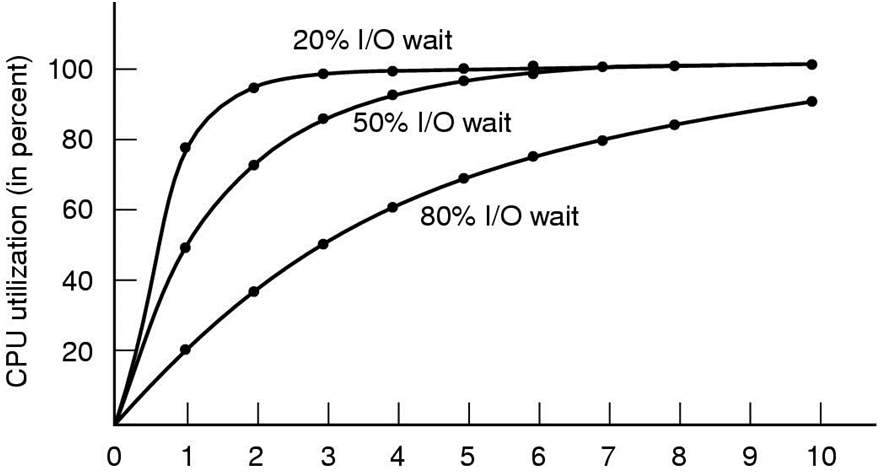 20% I/O wait
100
50% I/O wait
80
60
80% I/O wait
40
20
CPU utilization (in percent)
0 1 2 3 4 5 6 7 8 9 10